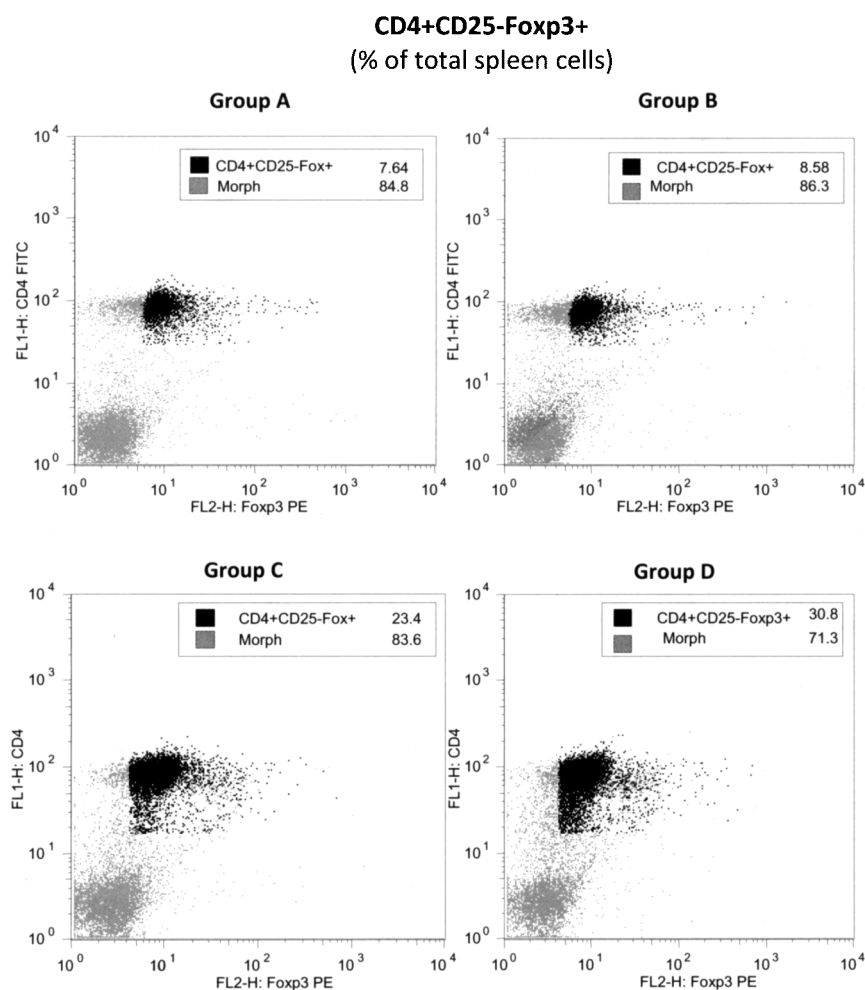 CD4+CD25-Foxp3+
(% of total spleen cells)
Group A
Group B
10^4
10^3
10^2
10^1
10^0
FL1-H: CD4 FITC
CD4+CD25-Fox+ 7.64
Morph 84.8
10^0 10^1 10^2 10^3 10^4
FL2-H: Foxp3 PE
10^4
10^3
10^2
10^1
10^0
FL1-H: CD4 FITC
CD4+CD25-Fox+ 8.58
Morph 86.3
10^0 10^1 10^2 10^3 10^4
FL2-H: Foxp3 PE
Group C
Group D
10^4
10^3
10^2
10^1
10^0
FL1-H: CD4
CD4+CD25-Fox+ 23.4
Morph 83.6
10^0 10^1 10^2 10^3 10^4
FL2-H: Foxp3 PE
10^4
10^3
10^2
10^1
10^0
FL1-H: CD4
CD4+CD25-Foxp3+ 30.8
Morph 71.3
10^0 10^1 10^2 10^3 10^4
FL2-H: Foxp3 PE